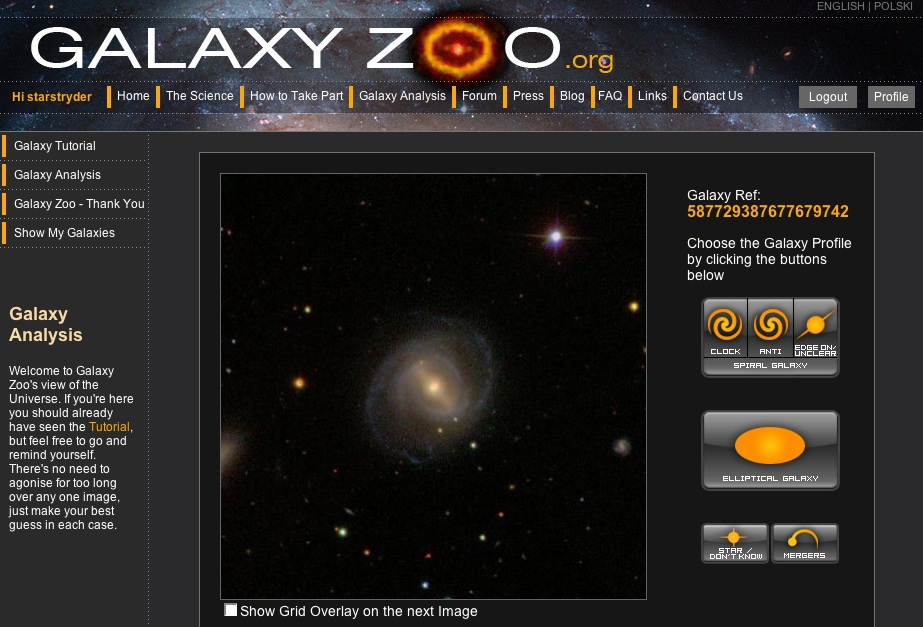 ENGLISH | POLSKI
GALAXY ZOO.org
Hi starstryder Home The Science How to Take Part Galaxy Analysis Forum Press Blog FAQ Links Contact Us Logout Profile
Galaxy Tutorial
Galaxy Analysis
Galaxy Zoo - Thank You
Show My Galaxies
Galaxy
Analysis
Welcome to Galaxy
Zoo's view of the
Universe. If you're here
you should already
have seen the Tutorial,
but feel free to go and
remind yourself.
There's no need to
agonise for too long
over any one image,
just make your best
guess in each case.
Show Grid Overlay on the next Image
Galaxy Ref:
587729387677679742
Choose the Galaxy Profile
by clicking the buttons
below
CLOCK ANTI EDGE ON/
UNCLEAR
SPIRAL GALAXY
ELLIPTICAL GALAXY
STAR /
DON'T KNOW
MERGERS